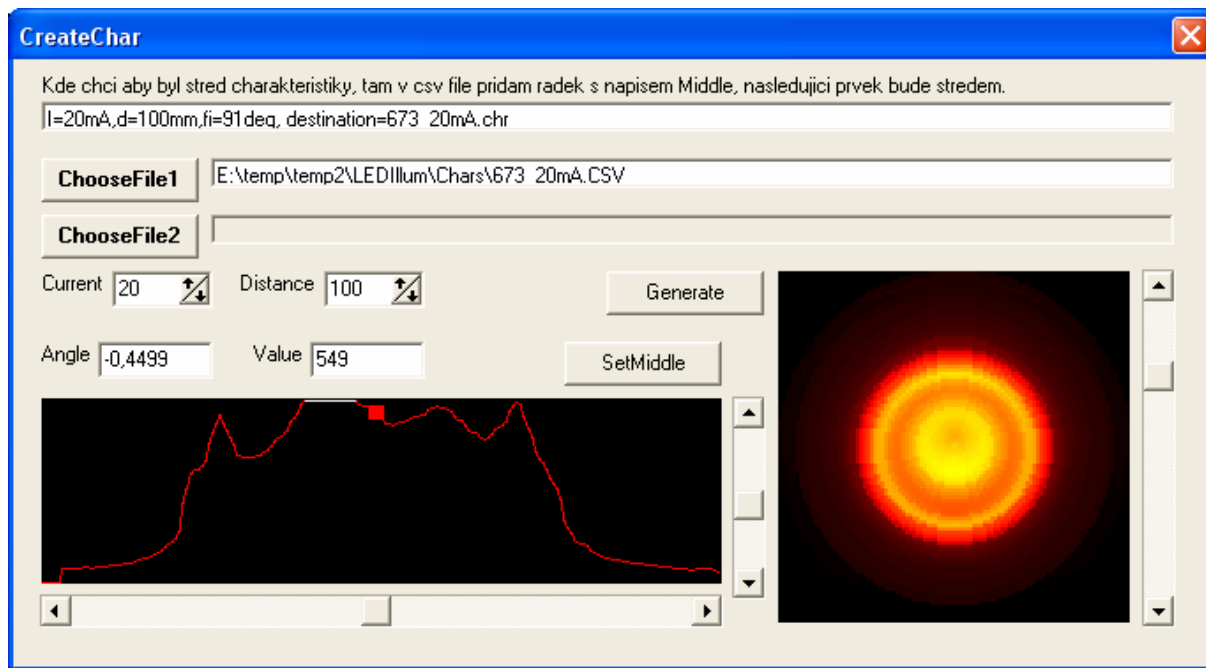 CreateChar
Kde chci aby byl stred charakteristiky, tam v csv file pridam radek s napisem Middle, nasledujici prvek bude stredem.
I=20mA,d=100mm,fi=91deg, destination=673_20mA.chr
ChooseFile1 E:\temp\temp2\LEDIllum\Chars\673_20mA.CSV
ChooseFile2
Current 20 Distance 100 Generate
Angle -0,4499 Value 549 SetMiddle